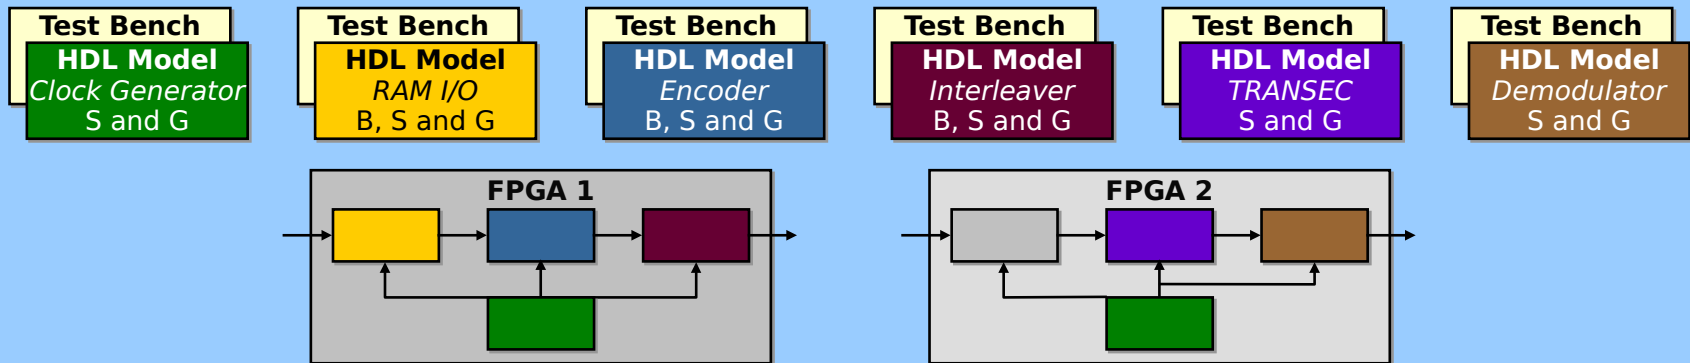 Test Bench
HDL Model
Clock Generator
S and G
Test Bench
HDL Model
RAM I/O
B, S and G
Test Bench
HDL Model
Encoder
B, S and G
Test Bench
HDL Model
Interleaver
B, S and G
Test Bench
HDL Model
TRANSEC
S and G
Test Bench
HDL Model
Demodulator
S and G
FPGA 1
FPGA 2